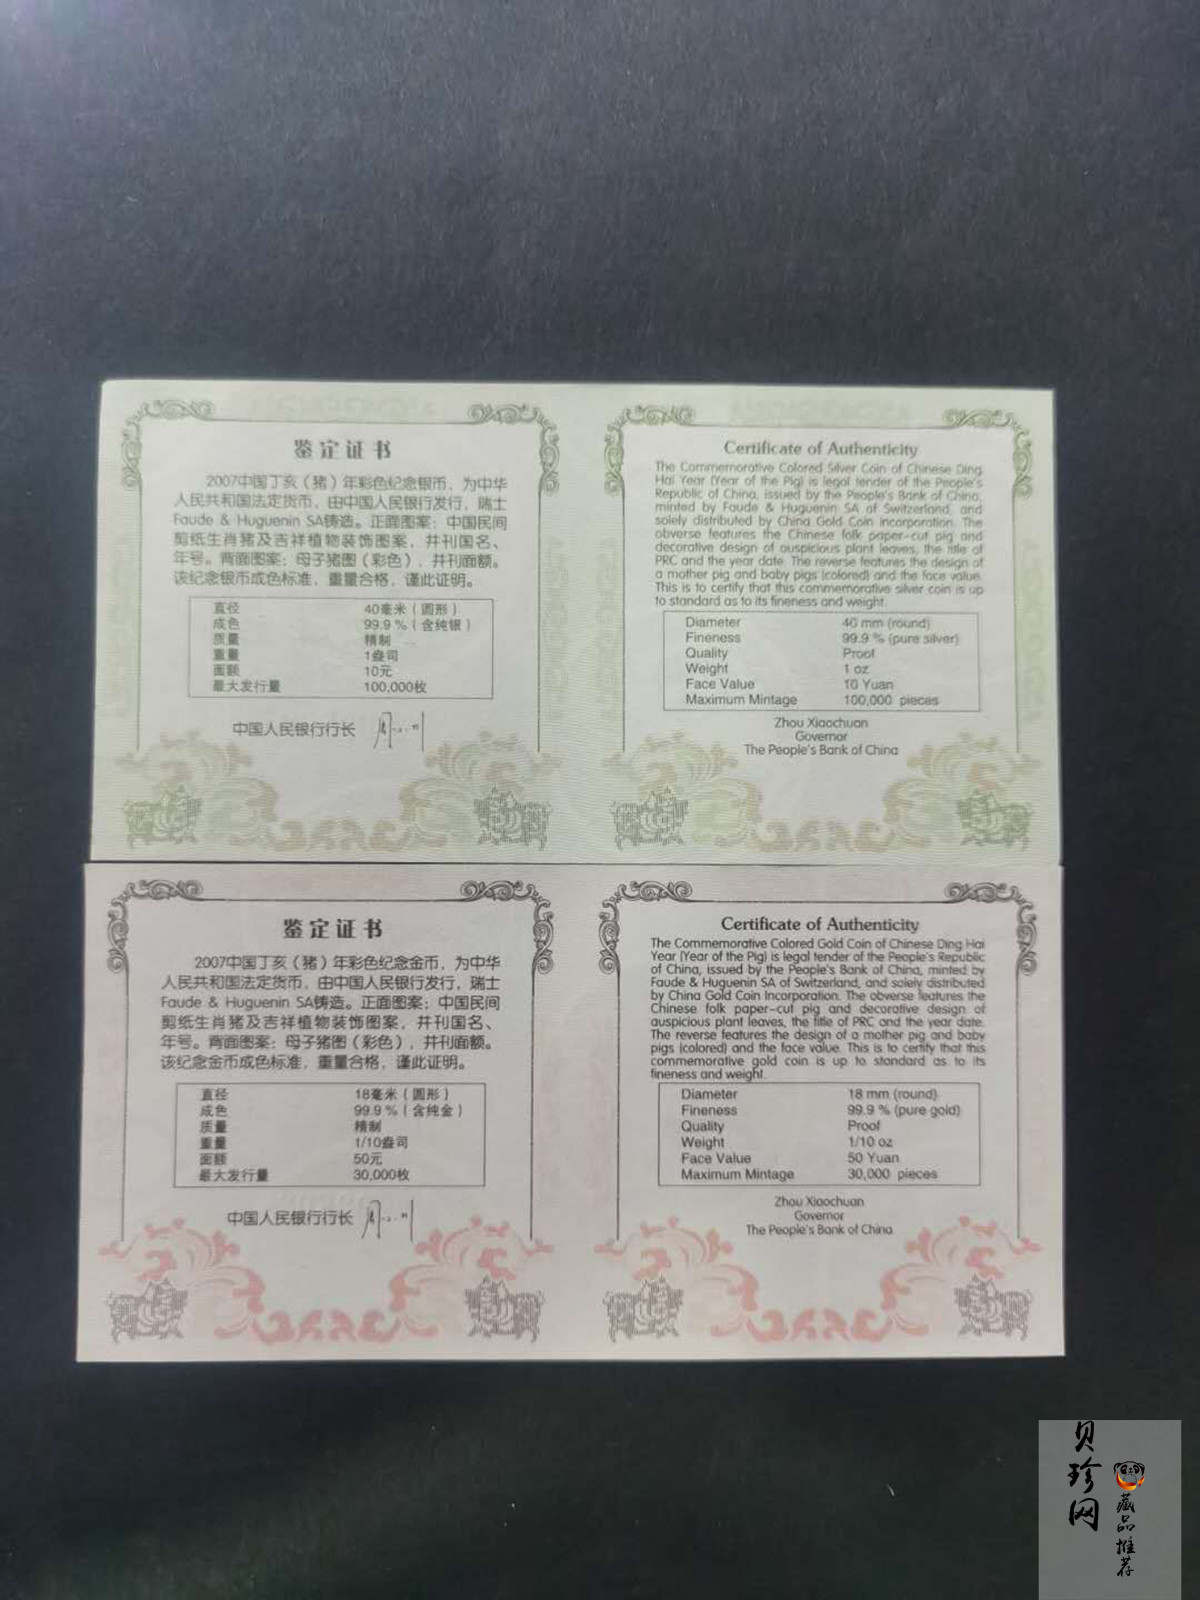 鉴定证书
2007中国丁亥（猪）年彩色纪念银币，为中华
人民共和国法定货币，由中国人民银行发行，瑞士
Faude & Huguenin SA铸造。正面图案：中国民间
剪纸生肖猪及吉祥植物装饰图案，并刊国名、
年号。背面图案：母子猪图（彩色），并刊面额。
该纪念银币成色标准，重量合格，谨此证明。
直径 40毫米（圆形）
成色 99.9％（含纯银）
质量 精制
重量 1盎司
面额 10元
最大发行量 100,000枚
中国人民银行行长
Certificate of Authenticity
The Commemorative Colored Silver Coin of Chinese Ding
Hai Year (Year of the Pig) is legal tender of the People's
Republic of China, issued by the People's Bank of China,
minted by Faude & Huguenin SA of Switzerland, and
solely distributed by China Gold Coin Incorporation. The
obverse features the Chinese folk paper-cut pig and
decorative design of auspicious plant leaves, the title of
PRC and the year date. The reverse features the design of
a mother pig and baby pigs (colored) and the face value.
This is to certify that this commemorative silver coin is up
to standard as to its fineness and weight.
Diameter 40 mm (round)
Fineness 99.9 % (pure silver)
Quality Proof
Weight 1 oz
Face Value 10 Yuan
Maximum Mintage 100,000 pieces
Zhou Xiaochuan
Governor
The People's Bank of China
鉴定证书
2007中国丁亥（猪）年彩色纪念金币，为中华
人民共和国法定货币，由中国人民银行发行，瑞士
Faude & Huguenin SA铸造。正面图案：中国民间
剪纸生肖猪及吉祥植物装饰图案，并刊国名、
年号。背面图案：母子猪图（彩色），并刊面额。
该纪念金币成色标准，重量合格，谨此证明。
直径 18毫米（圆形）
成色 99.9％（含纯金）
质量 精制
重量 1/10盎司
面额 50元
最大发行量 30,000枚
中国人民银行行长
Certificate of Authenticity
The Commemorative Colored Gold Coin of Chinese Ding Hai
Year (Year of the Pig) is legal tender of the People's Republic
of China, issued by the People's Bank of China, minted by
Faude & Huguenin SA of Switzerland, and solely distributed
by China Gold Coin Incorporation. The obverse features the
Chinese folk paper-cut pig and decorative design of
auspicious plant leaves, the title of PRC and the year date.
The reverse features the design of a mother pig and baby
pigs (colored) and the face value. This is to certify that this
commemorative gold coin is up to standard as to its
fineness and weight.
Diameter 18 mm (round)
Fineness 99.9 % (pure gold)
Quality Proof
Weight 1/10 oz
Face Value 50 Yuan
Maximum Mintage 30,000 pieces
Zhou Xiaochuan
Governor
The People's Bank of China
贝珍网
藏品推荐